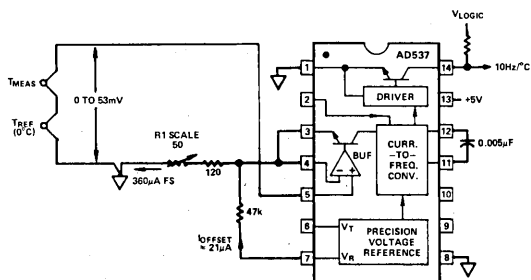 VLOGIC
AD537
1
14
10Hz/°C
TMEAS
DRIVER
2
13
+5V
0 TO 53mV
TREF
(0°C)
R1 SCALE
50
3
12
0.005µF
CURR.
-TO-
FREQ.
CONV.
BUF
120
4
11
360µA FS
- +
5
10
47k
IOFFSET
≈ 21µA
6
VT
PRECISION
VOLTAGE
REFERENCE
9
7
VR
8